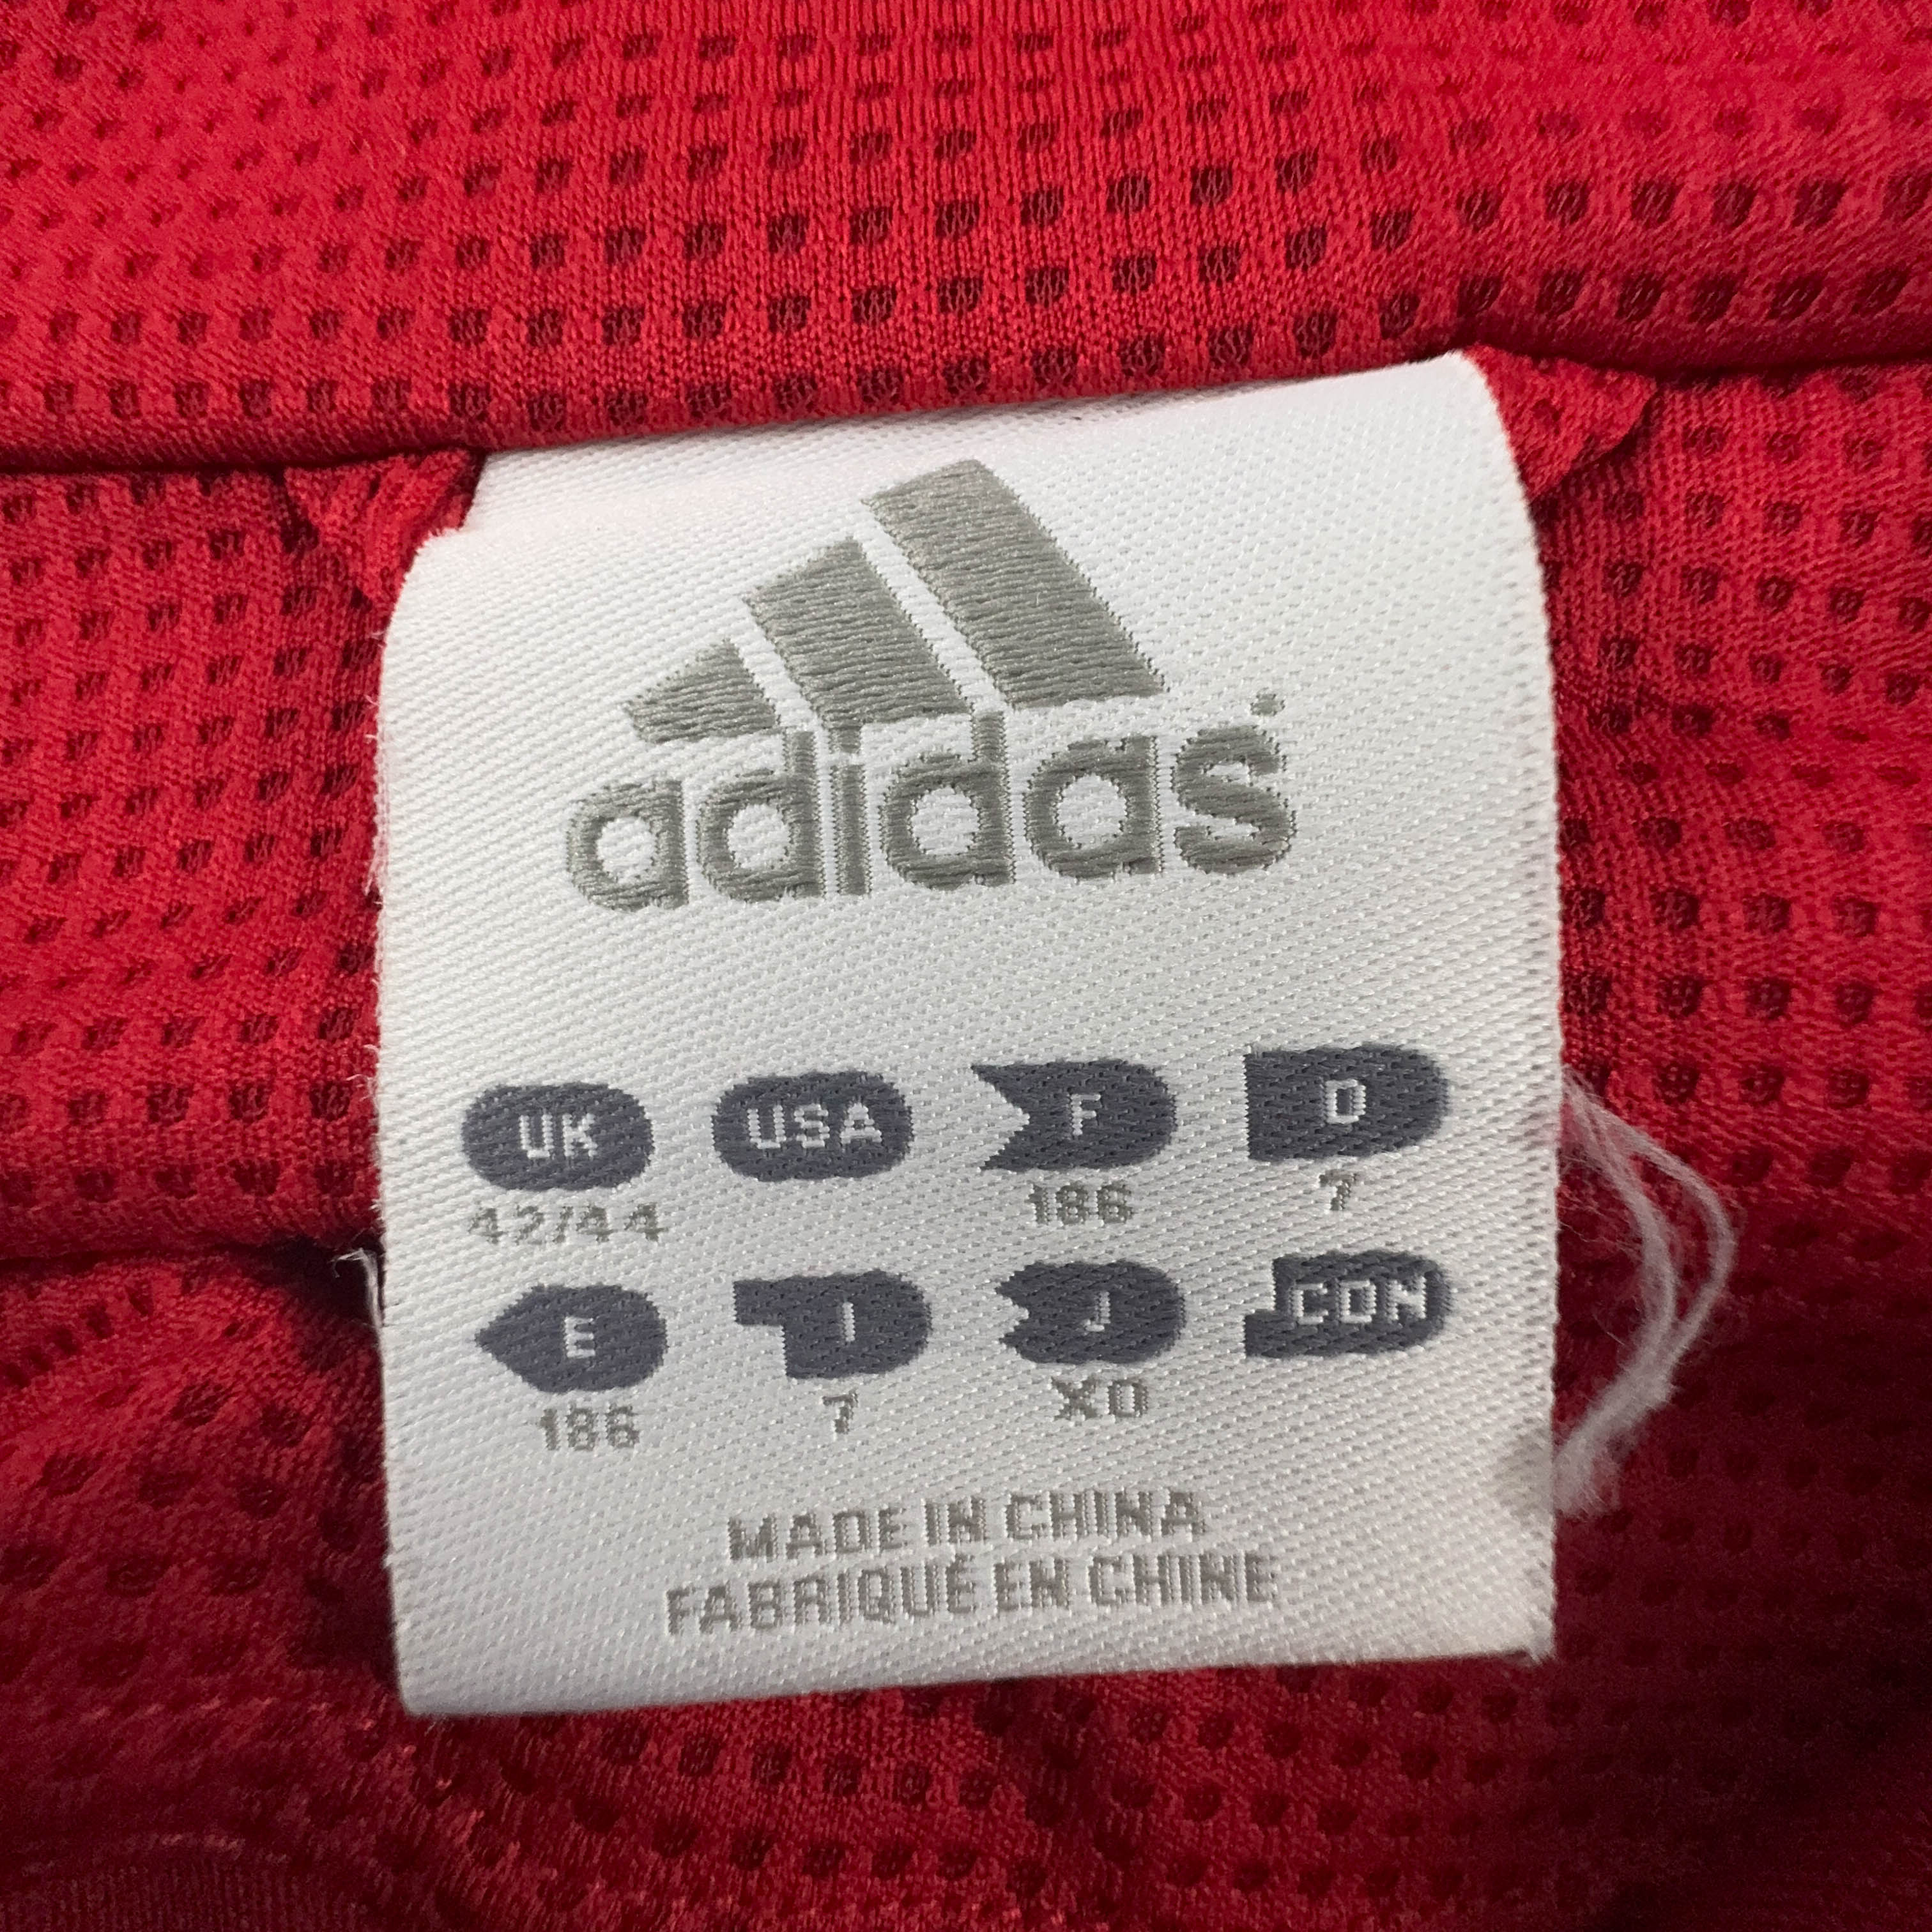 adidas
UK USA F D
42/44 186 7
E I J CDN
186 7 XO
MADE IN CHINA
FABRIQUÉ EN CHINE